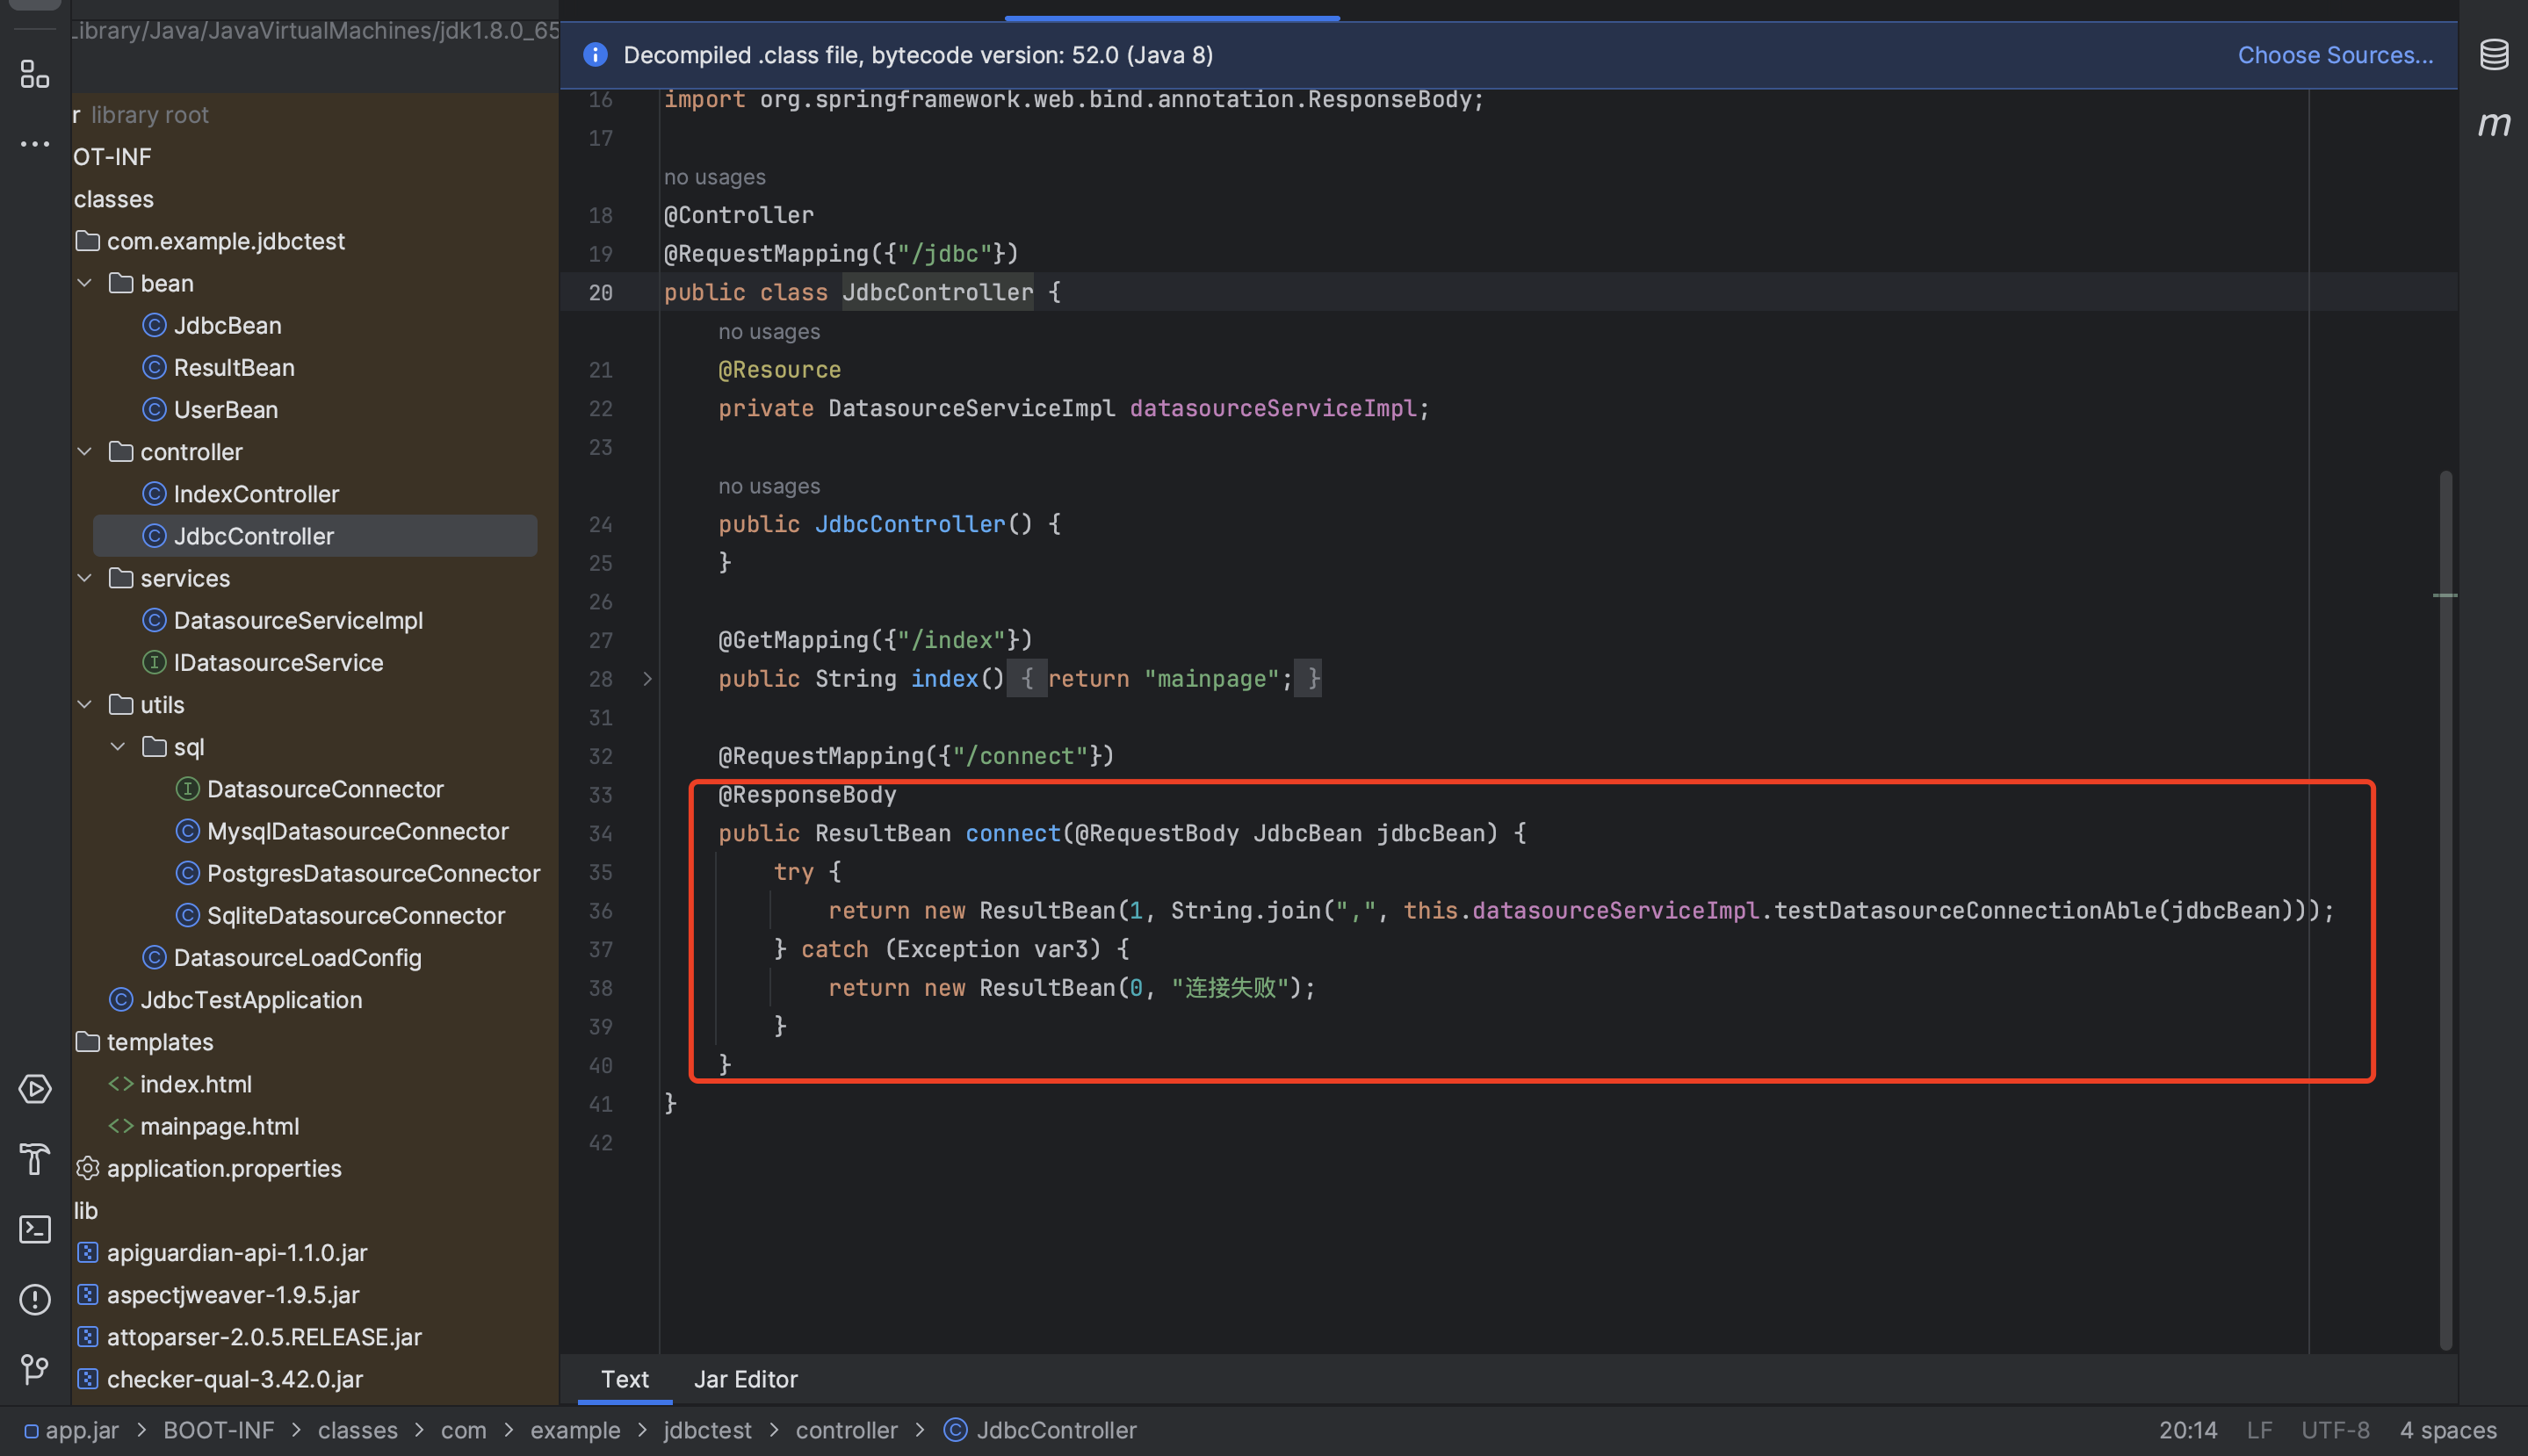 Library/Java/JavaVirtualMachines/jdk1.8.0_65
r library root
OT-INF
classes
com.example.jdbctest
bean
JdbcBean
ResultBean
UserBean
controller
IndexController
JdbcController
services
DatasourceServiceImpl
IDatasourceService
utils
sql
DatasourceConnector
MysqlDatasourceConnector
PostgresDatasourceConnector
SqliteDatasourceConnector
DatasourceLoadConfig
JdbcTestApplication
templates
index.html
mainpage.html
application.properties
lib
apiguardian-api-1.1.0.jar
aspectjweaver-1.9.5.jar
attoparser-2.0.5.RELEASE.jar
checker-qual-3.42.0.jar
Decompiled .class file, bytecode version: 52.0 (Java 8)
Choose Sources...
m
16 import org.springframework.web.bind.annotation.ResponseBody;
17
no usages
18 @Controller
19 @RequestMapping({"/jdbc"})
20 public class JdbcController {
no usages
21 @Resource
22 private DatasourceServiceImpl datasourceServiceImpl;
23
no usages
24 public JdbcController() {
25 }
26
27 @GetMapping({"/index"})
28 public String index() { return "mainpage"; }
31
32 @RequestMapping({"/connect"})
33 @ResponseBody
34 public ResultBean connect(@RequestBody JdbcBean jdbcBean) {
35 try {
36 return new ResultBean(1, String.join(",", this.datasourceServiceImpl.testDatasourceConnectionAble(jdbcBean)));
37 } catch (Exception var3) {
38 return new ResultBean(0, "连接失败");
39 }
40 }
41 }
42
Text Jar Editor
app.jar > BOOT-INF > classes > com > example > jdbctest > controller > JdbcController
20:14 LF UTF-8 4 spaces